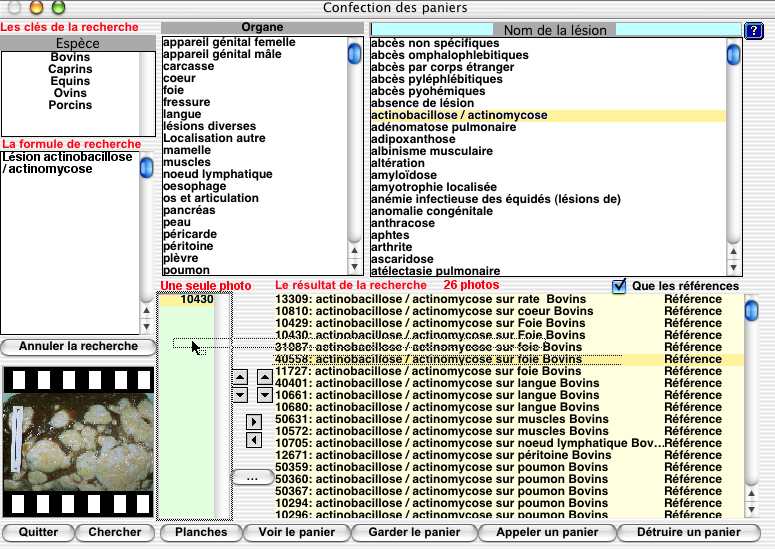 Confection des paniers
Les clés de la recherche
Espèce
Bovins
Caprins
Equins
Ovins
Porcins
La formule de recherche
Lésion actinobacillose
/ actinomycose
Annuler la recherche
Organe
appareil génital femelle
appareil génital mâle
carcasse
coeur
foie
fressure
langue
lésions diverses
Localisation autre
mamelle
muscles
noeud lymphatique
oesophage
os et articulation
pancréas
peau
péricarde
péritoine
plèvre
poumon
Nom de la lésion
?
abcès non spécifiques
abcès omphalophlebitiques
abcès par corps étranger
abcès pyléphlébitiques
abcès pyohémiques
absence de lésion
actinobacillose / actinomycose
adénomatose pulmonaire
adipoxanthose
albinisme musculaire
altération
amyloïdose
amyotrophie localisée
anémie infectieuse des équidés (lésions de)
anomalie congénitale
anthracose
aphtes
arthrite
ascaridose
atélectasie pulmonaire
Une seule photo
10430
Le résultat de la recherche 26 photos
Que les références
13309: actinobacillose / actinomycose sur rate Bovins Référence
10810: actinobacillose / actinomycose sur coeur Bovins Référence
10429: actinobacillose / actinomycose sur Foie Bovins Référence
10430: actinobacillose / actinomycose sur Foie Bovins Référence
31087: actinobacillose / actinomycose sur foie Bovins Référence
40558: actinobacillose / actinomycose sur foie Bovins Référence
11727: actinobacillose / actinomycose sur foie Bovins Référence
40401: actinobacillose / actinomycose sur langue Bovins Référence
10661: actinobacillose / actinomycose sur langue Bovins Référence
10680: actinobacillose / actinomycose sur langue Bovins Référence
50631: actinobacillose / actinomycose sur muscles Bovins Référence
10572: actinobacillose / actinomycose sur muscles Bovins Référence
10705: actinobacillose / actinomycose sur noeud lymphatique Bov... Référence
12671: actinobacillose / actinomycose sur péritoine Bovins Référence
50359: actinobacillose / actinomycose sur poumon Bovins Référence
50360: actinobacillose / actinomycose sur poumon Bovins Référence
50367: actinobacillose / actinomycose sur poumon Bovins Référence
10294: actinobacillose / actinomycose sur poumon Bovins Référence
10296: actinobacillose / actinomycose sur poumon Bovins Référence
...
Quitter
Chercher
Planches
Voir le panier
Garder le panier
Appeler un panier
Détruire un panier